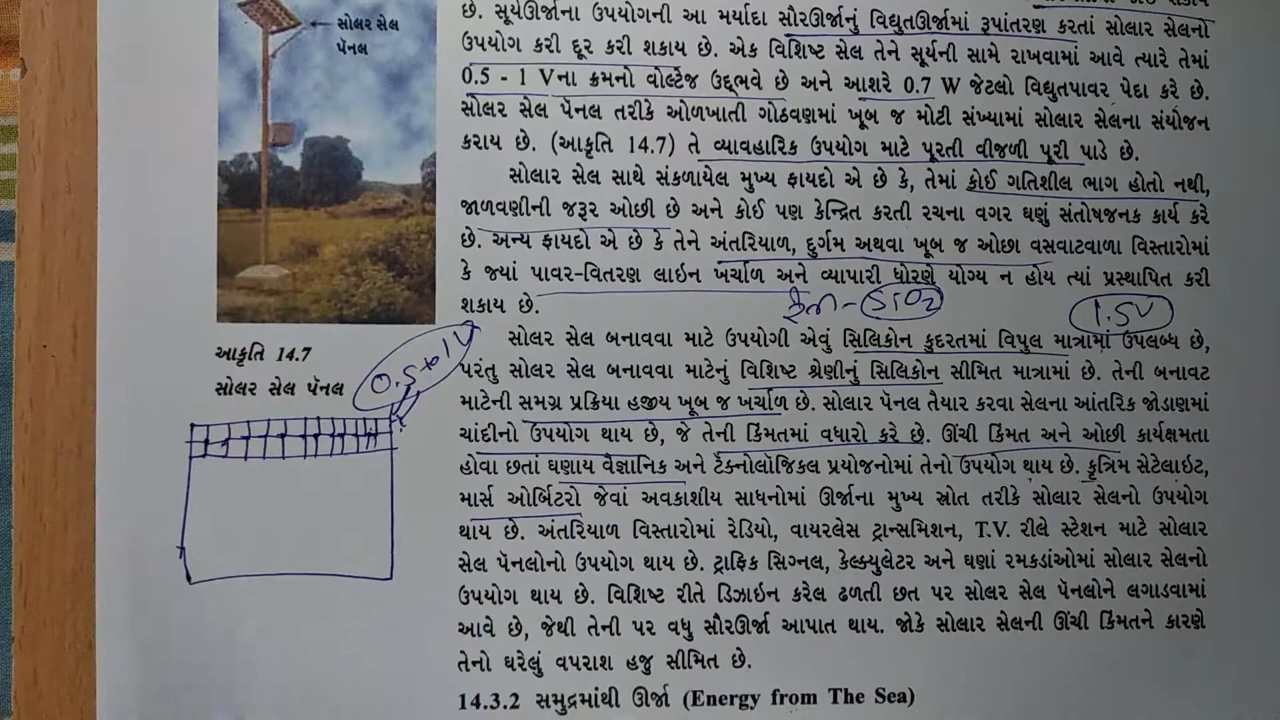 છે. સૂર્યઊર્જાના ઉપયોગની આ મર્યાદા સૌરઊર્જાનું વિદ્યુતઊર્જામાં રૂપાંતરણ કરતાં સોલાર સેલનો
ઉપયોગ કરી દૂર કરી શકાય છે. એક વિશિષ્ટ સેલ તેને સૂર્યની સામે રાખવામાં આવે ત્યારે તેમાં
0.5 - 1 Vના ક્રમનો વોલ્ટેજ ઉદ્ભવે છે અને આશરે 0.7 W જેટલો વિદ્યુતપાવર પેદા કરે છે.
સોલર સેલ પૅનલ તરીકે ઓળખાતી ગોઠવણમાં ખૂબ જ મોટી સંખ્યામાં સોલાર સેલના સંયોજન
કરાય છે. (આકૃતિ 14.7) તે વ્યાવહારિક ઉપયોગ માટે પૂરતી વીજળી પૂરી પાડે છે.
સોલાર સેલ સાથે સંકળાયેલ મુખ્ય ફાયદો એ છે કે, તેમાં કોઈ ગતિશીલ ભાગ હોતો નથી,
જાળવણીની જરૂર ઓછી છે અને કોઈ પણ કેન્દ્રિત કરતી રચના વગર ઘણું સંતોષજનક કાર્ય કરે
છે. અન્ય ફાયદો એ છે કે તેને અંતરિયાળ, દુર્ગમ અથવા ખૂબ જ ઓછા વસવાટવાળા વિસ્તારોમાં
કે જ્યાં પાવર-વિતરણ લાઇન ખર્ચાળ અને વ્યાપારી ધોરણે યોગ્ય ન હોય ત્યાં પ્રસ્થાપિત કરી
શકાય છે.
SiO2
1.5V
સોલર સેલ બનાવવા માટે ઉપયોગી એવું સિલિકોન કુદરતમાં વિપુલ માત્રામાં ઉપલબ્ધ છે,
પરંતુ સોલર સેલ બનાવવા માટેનું વિશિષ્ટ શ્રેણીનું સિલિકોન સીમિત માત્રામાં છે. તેની બનાવટ
માટેની સમગ્ર પ્રક્રિયા હજીય ખૂબ જ ખર્ચાળ છે. સોલાર પૅનલ તૈયાર કરવા સેલના આંતરિક જોડાણમાં
ચાંદીનો ઉપયોગ થાય છે, જે તેની કિંમતમાં વધારો કરે છે. ઊંચી કિંમત અને ઓછી કાર્યક્ષમતા
હોવા છતાં ઘણાય વૈજ્ઞાનિક અને ટૅક્નોલૉજિકલ પ્રયોજનોમાં તેનો ઉપયોગ થાય છે. કૃત્રિમ સેટેલાઇટ,
માર્સ ઓર્બિટરો જેવાં અવકાશીય સાધનોમાં ઊર્જાના મુખ્ય સ્રોત તરીકે સોલાર સેલનો ઉપયોગ
થાય છે. અંતરિયાળ વિસ્તારોમાં રેડિયો, વાયરલેસ ટ્રાન્સમિશન, T.V. રીલે સ્ટેશન માટે સોલાર
સેલ પૅનલોનો ઉપયોગ થાય છે. ટ્રાફિક સિગ્નલ, કેલ્ક્યુલેટર અને ઘણાં રમકડાંઓમાં સોલાર સેલનો
ઉપયોગ થાય છે. વિશિષ્ટ રીતે ડિઝાઇન કરેલ ઢળતી છત પર સોલર સેલ પૅનલોને લગાડવામાં
આવે છે, જેથી તેની પર વધુ સૌરઊર્જા આપાત થાય. જોકે સોલાર સેલની ઊંચી કિંમતને કારણે
તેનો ઘરેલું વપરાશ હજુ સીમિત છે.
14.3.2 સમુદ્રમાંથી ઊર્જા (Energy from The Sea)
સોલર સેલ
પૅનલ
આકૃતિ 14.7
સોલર સેલ પૅનલ
0.5 to 1V